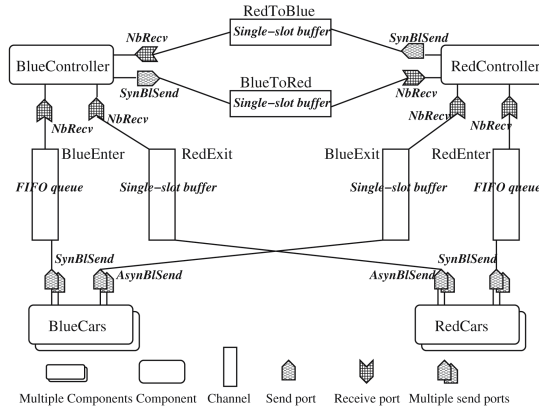 RedToBlue
NbRecv
Single-slot buffer
SynBlSend
BlueController
RedController
BlueToRed
SynBlSend
Single-slot buffer
NbRecv
NbRecv
NbRecv
NbRecv
NbRecv
BlueEnter
RedExit
BlueExit
RedEnter
FIFO queue
Single-slot buffer
Single-slot buffer
FIFO queue
SynBlSend
SynBlSend
AsynBlSend
AsynBlSend
BlueCars
RedCars
Multiple Components
Component
Channel
Send port
Receive port
Multiple send ports